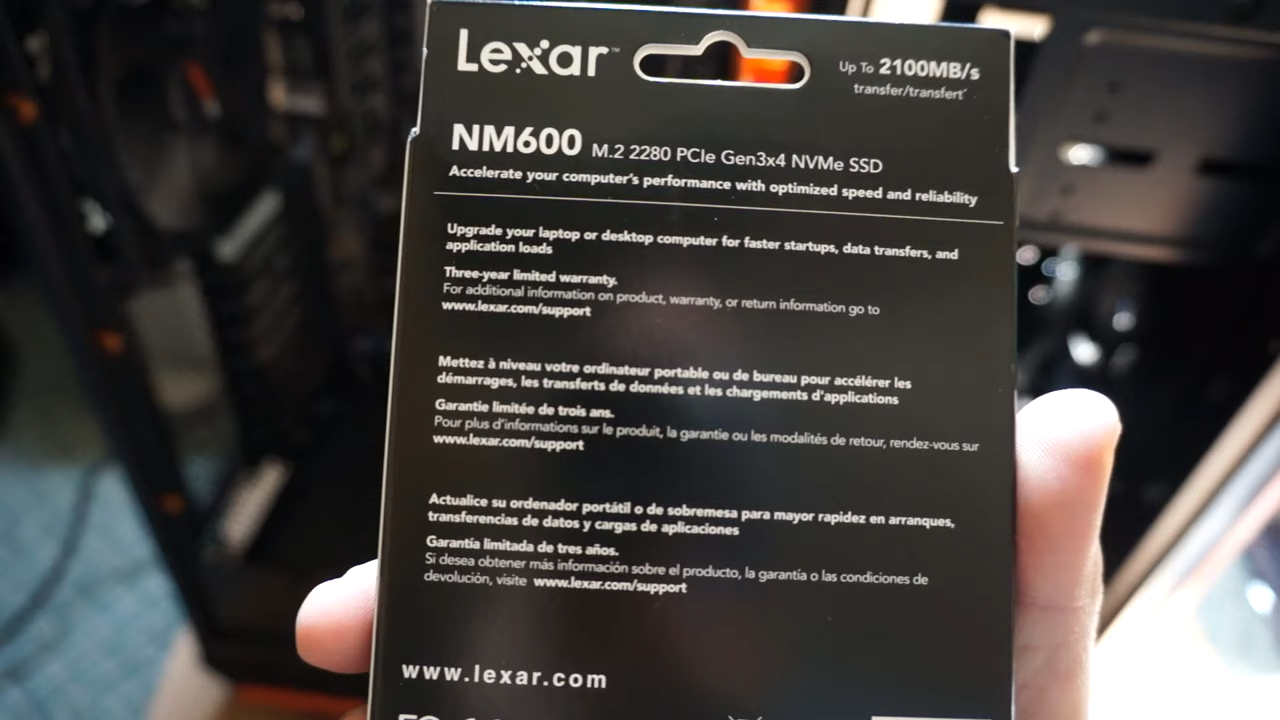 Lexar™
Up To 2100MB/s
transfer/transfert*
NM600 M.2 2280 PCIe Gen3x4 NVMe SSD
Accelerate your computer's performance with optimized speed and reliability
Upgrade your laptop or desktop computer for faster startups, data transfers, and
application loads
Three-year limited warranty.
For additional information on product, warranty, or return information go to
www.lexar.com/support
Mettez à niveau votre ordinateur portable ou de bureau pour accélérer les
démarrages, les transferts de données et les chargements d'applications
Garantie limitée de trois ans.
Pour plus d'informations sur le produit, la garantie ou les modalités de retour, rendez-vous sur
www.lexar.com/support
Actualice su ordenador portátil o de sobremesa para mayor rapidez en arranques,
transferencias de datos y cargas de aplicaciones
Garantía limitada de tres años.
Si desea obtener más información sobre el producto, la garantía o las condiciones de
devolución, visite www.lexar.com/support
www.lexar.com